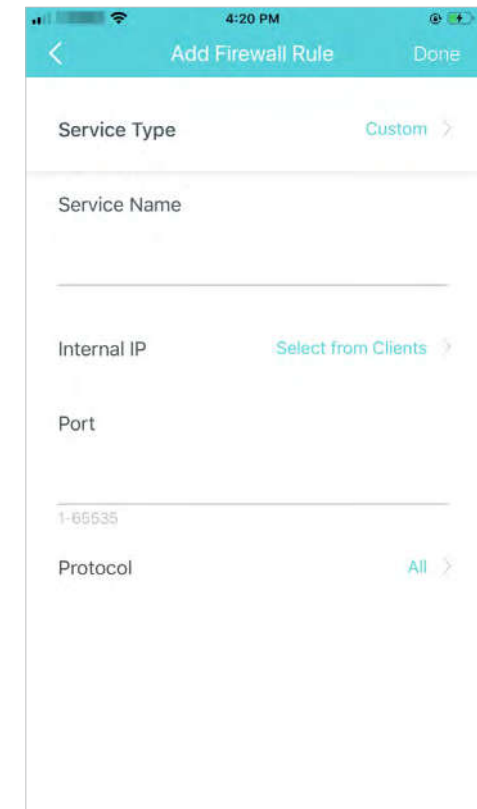 4:20 PM
Add Firewall Rule Done
Service Type Custom
Service Name
Internal IP Select from Clients
Port
1-65535
Protocol All